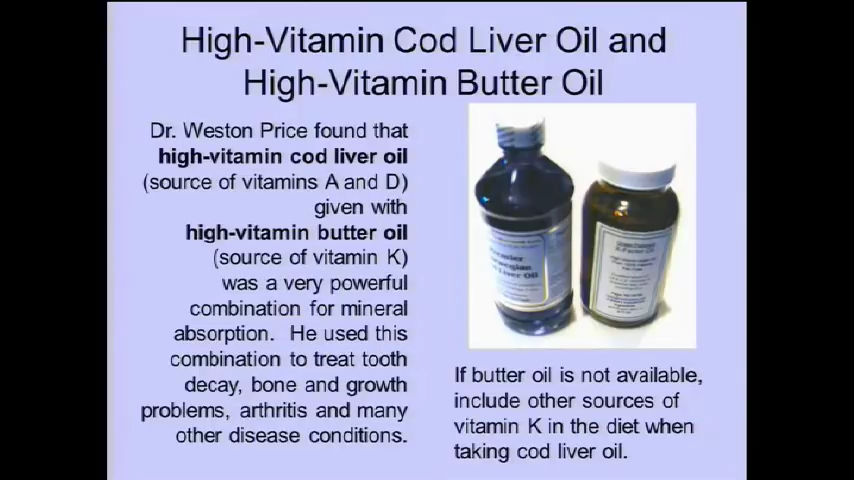 High-Vitamin Cod Liver Oil and
High-Vitamin Butter Oil
Dr. Weston Price found that
high-vitamin cod liver oil
(source of vitamins A and D)
given with
high-vitamin butter oil
(source of vitamin K)
was a very powerful
combination for mineral
absorption. He used this
combination to treat tooth
decay, bone and growth
problems, arthritis and many
other disease conditions.
Liver Oil
If butter oil is not available,
include other sources of
vitamin K in the diet when
taking cod liver oil.